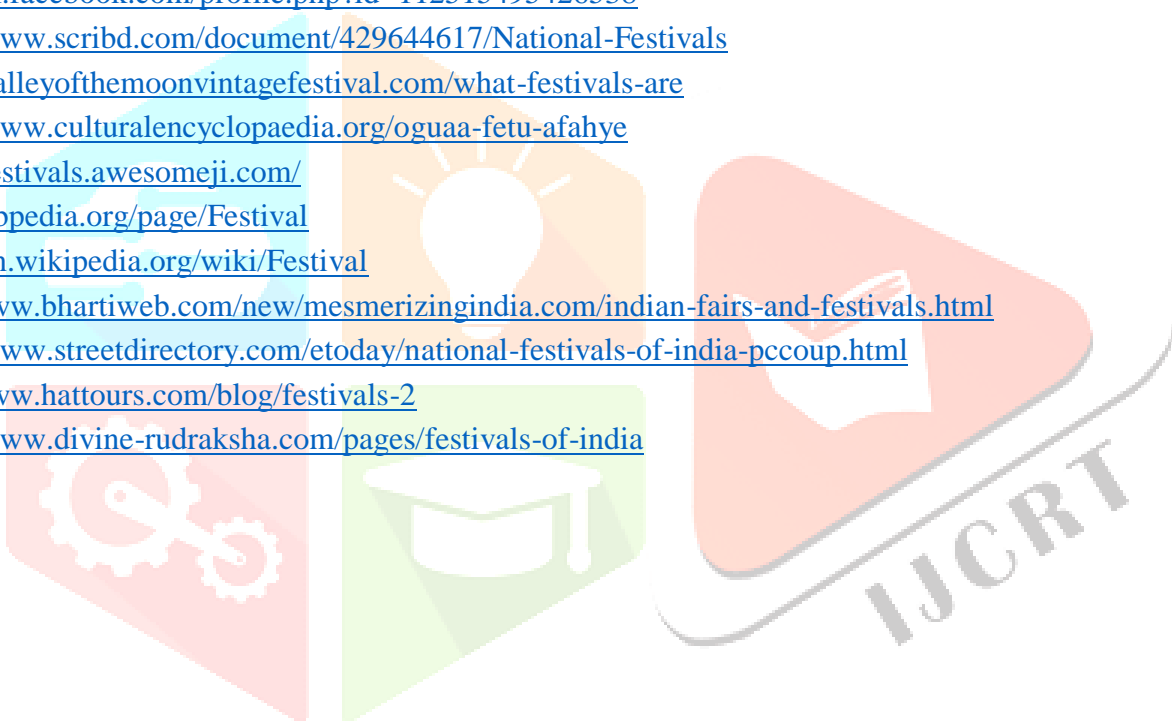 ww.scribd.com/document/429644617/National-Festivals
alleyofthemoonvintagefestival.com/what-festivals-are
ww.culturalencyclopaedia.org/oguaa-fetu-afahye
estivals.awesomeji.com/
ppedia.org/page/Festival
n.wikipedia.org/wiki/Festival
ww.bhartiweb.com/new/mesmerizingindia.com/indian-fairs-and-festivals.html
ww.streetdirectory.com/etoday/national-festivals-of-india-pccoup.html
ww.hattours.com/blog/festivals-2
ww.divine-rudraksha.com/pages/festivals-of-india
IJCRT